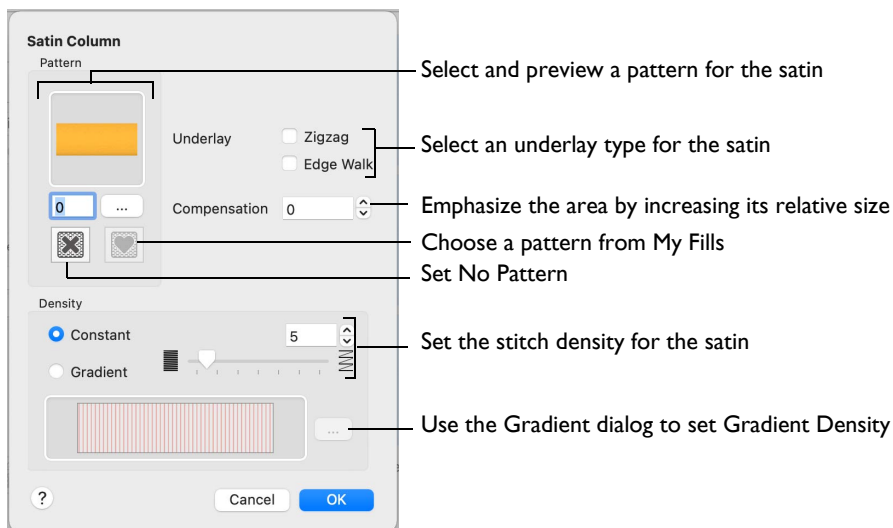 Satin Column
Pattern
Select and preview a pattern for the satin
Underlay
Zigzag
Edge Walk
Select an underlay type for the satin
0
...
Compensation
0
Emphasize the area by increasing its relative size
Choose a pattern from My Fills
Set No Pattern
Density
Constant
5
Gradient
Set the stitch density for the satin
...
Use the Gradient dialog to set Gradient Density
?
Cancel
OK